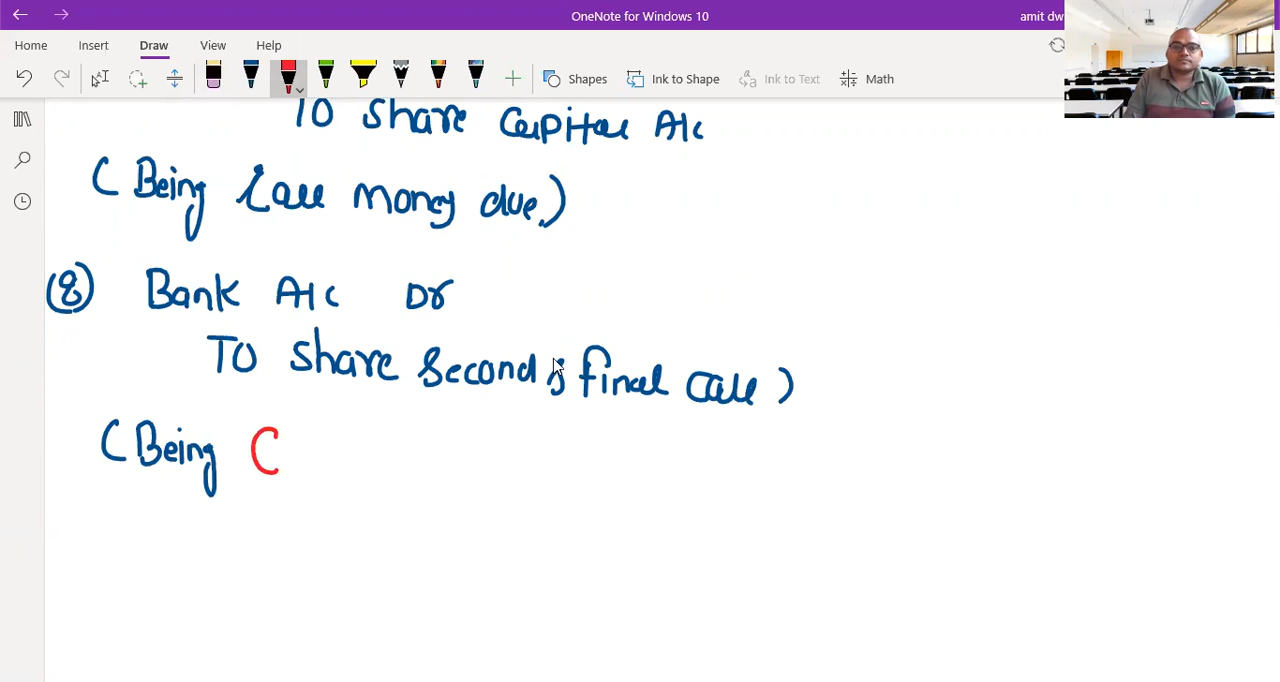 OneNote for Windows 10
amit dw
Home Insert Draw View Help
Shapes Ink to Shape Ink to Text Math
To Share Capital A/c
(Being Call Money due.)
(8) Bank A/c Dr
To Share Second & final Call)
(Being C